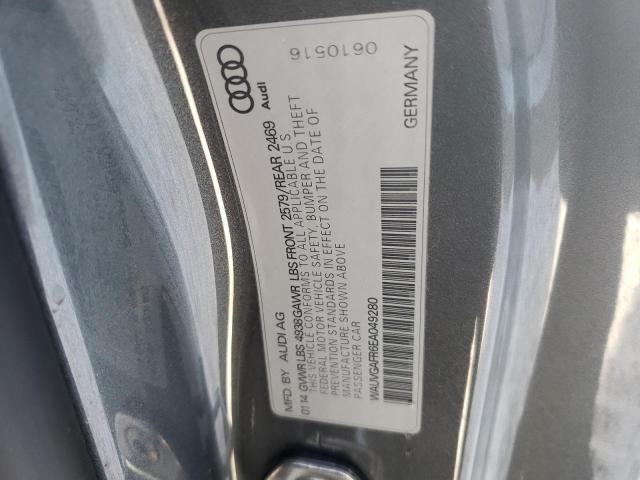 Audi
0610516
GERMANY
MFD. BY AUDI AG
01 14 GVWR LBS 4938 GAWR LBS FRONT 2579/REAR 2469
THIS VEHICLE CONFORMS TO ALL APPLICABLE U S
FEDERAL MOTOR VEHICLE SAFETY, BUMPER AND THEFT
PREVENTION STANDARDS IN EFFECT ON THE DATE OF
MANUFACTURE SHOWN ABOVE
PASSENGER CAR
WAUVGAFR6EA049280